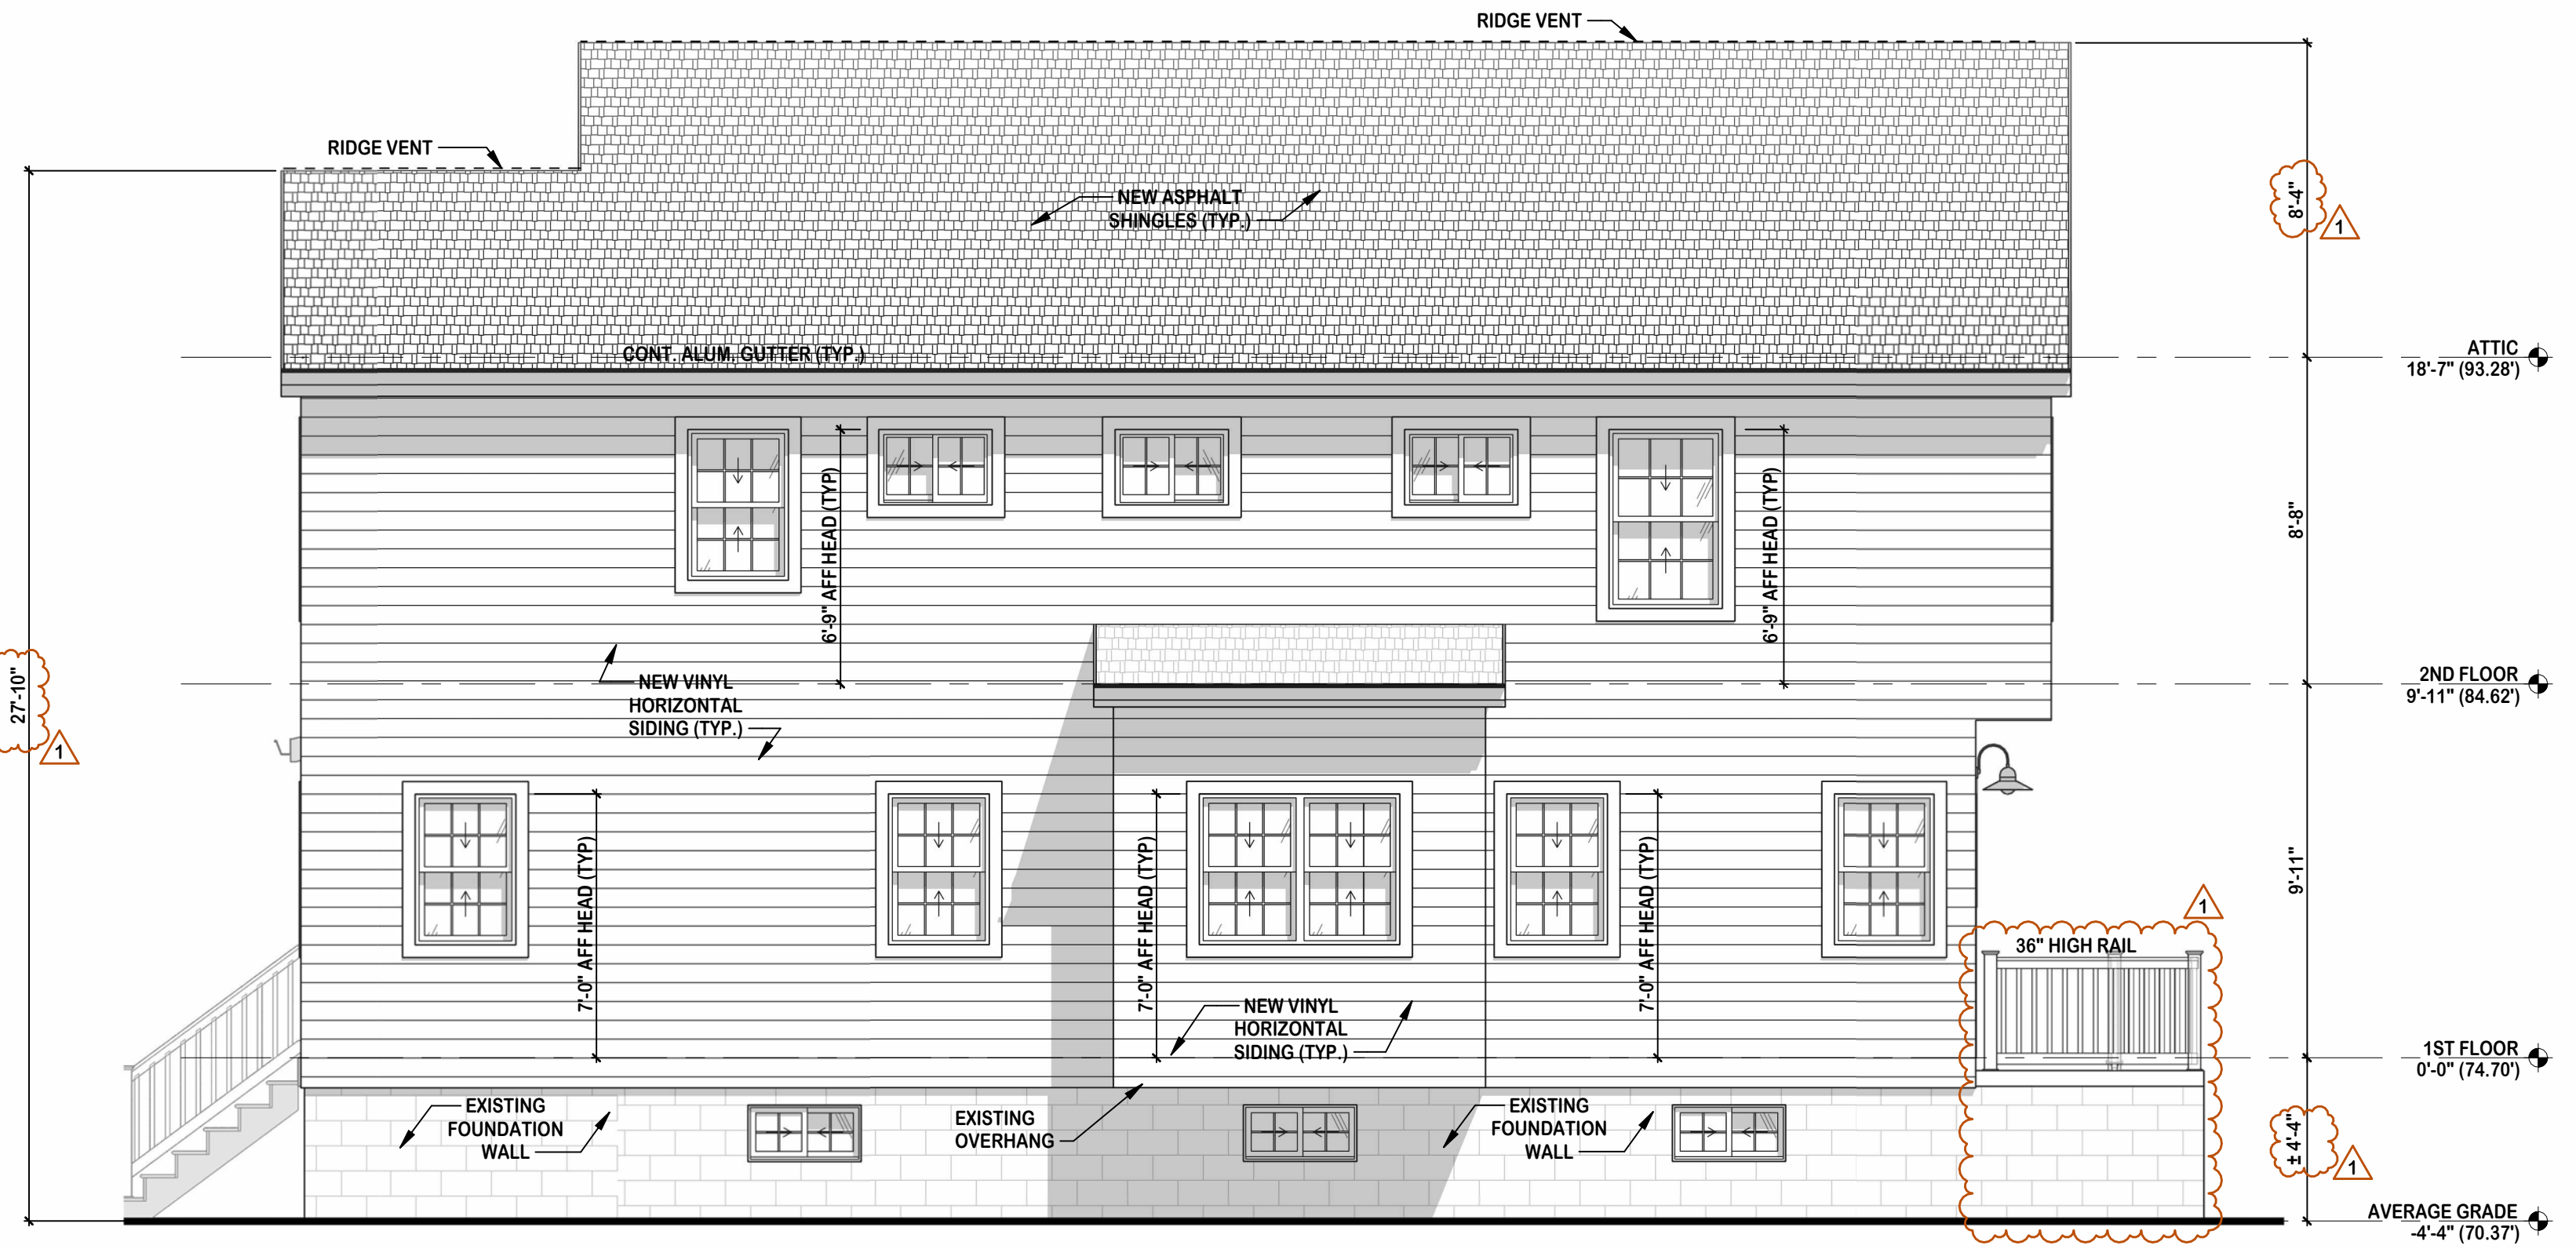 RIDGE VENT
RIDGE VENT
NEW ASPHALT
SHINGLES (TYP.)
8'-4"
1
CONT. ALUM. GUTTER (TYP.)
ATTIC
18'-7" (93.28')
6'-9" AFF HEAD (TYP)
6'-9" AFF HEAD (TYP)
8'-8"
27'-10"
1
NEW VINYL
HORIZONTAL
SIDING (TYP.)
2ND FLOOR
9'-11" (84.62')
7'-0" AFF HEAD (TYP)
7'-0" AFF HEAD (TYP)
7'-0" AFF HEAD (TYP)
9'-11"
1
36" HIGH RAIL
NEW VINYL
HORIZONTAL
SIDING (TYP.)
1ST FLOOR
0'-0" (74.70')
EXISTING
FOUNDATION
WALL
EXISTING
OVERHANG
EXISTING
FOUNDATION
WALL
± 4'-4"
1
AVERAGE GRADE
-4'-4" (70.37')